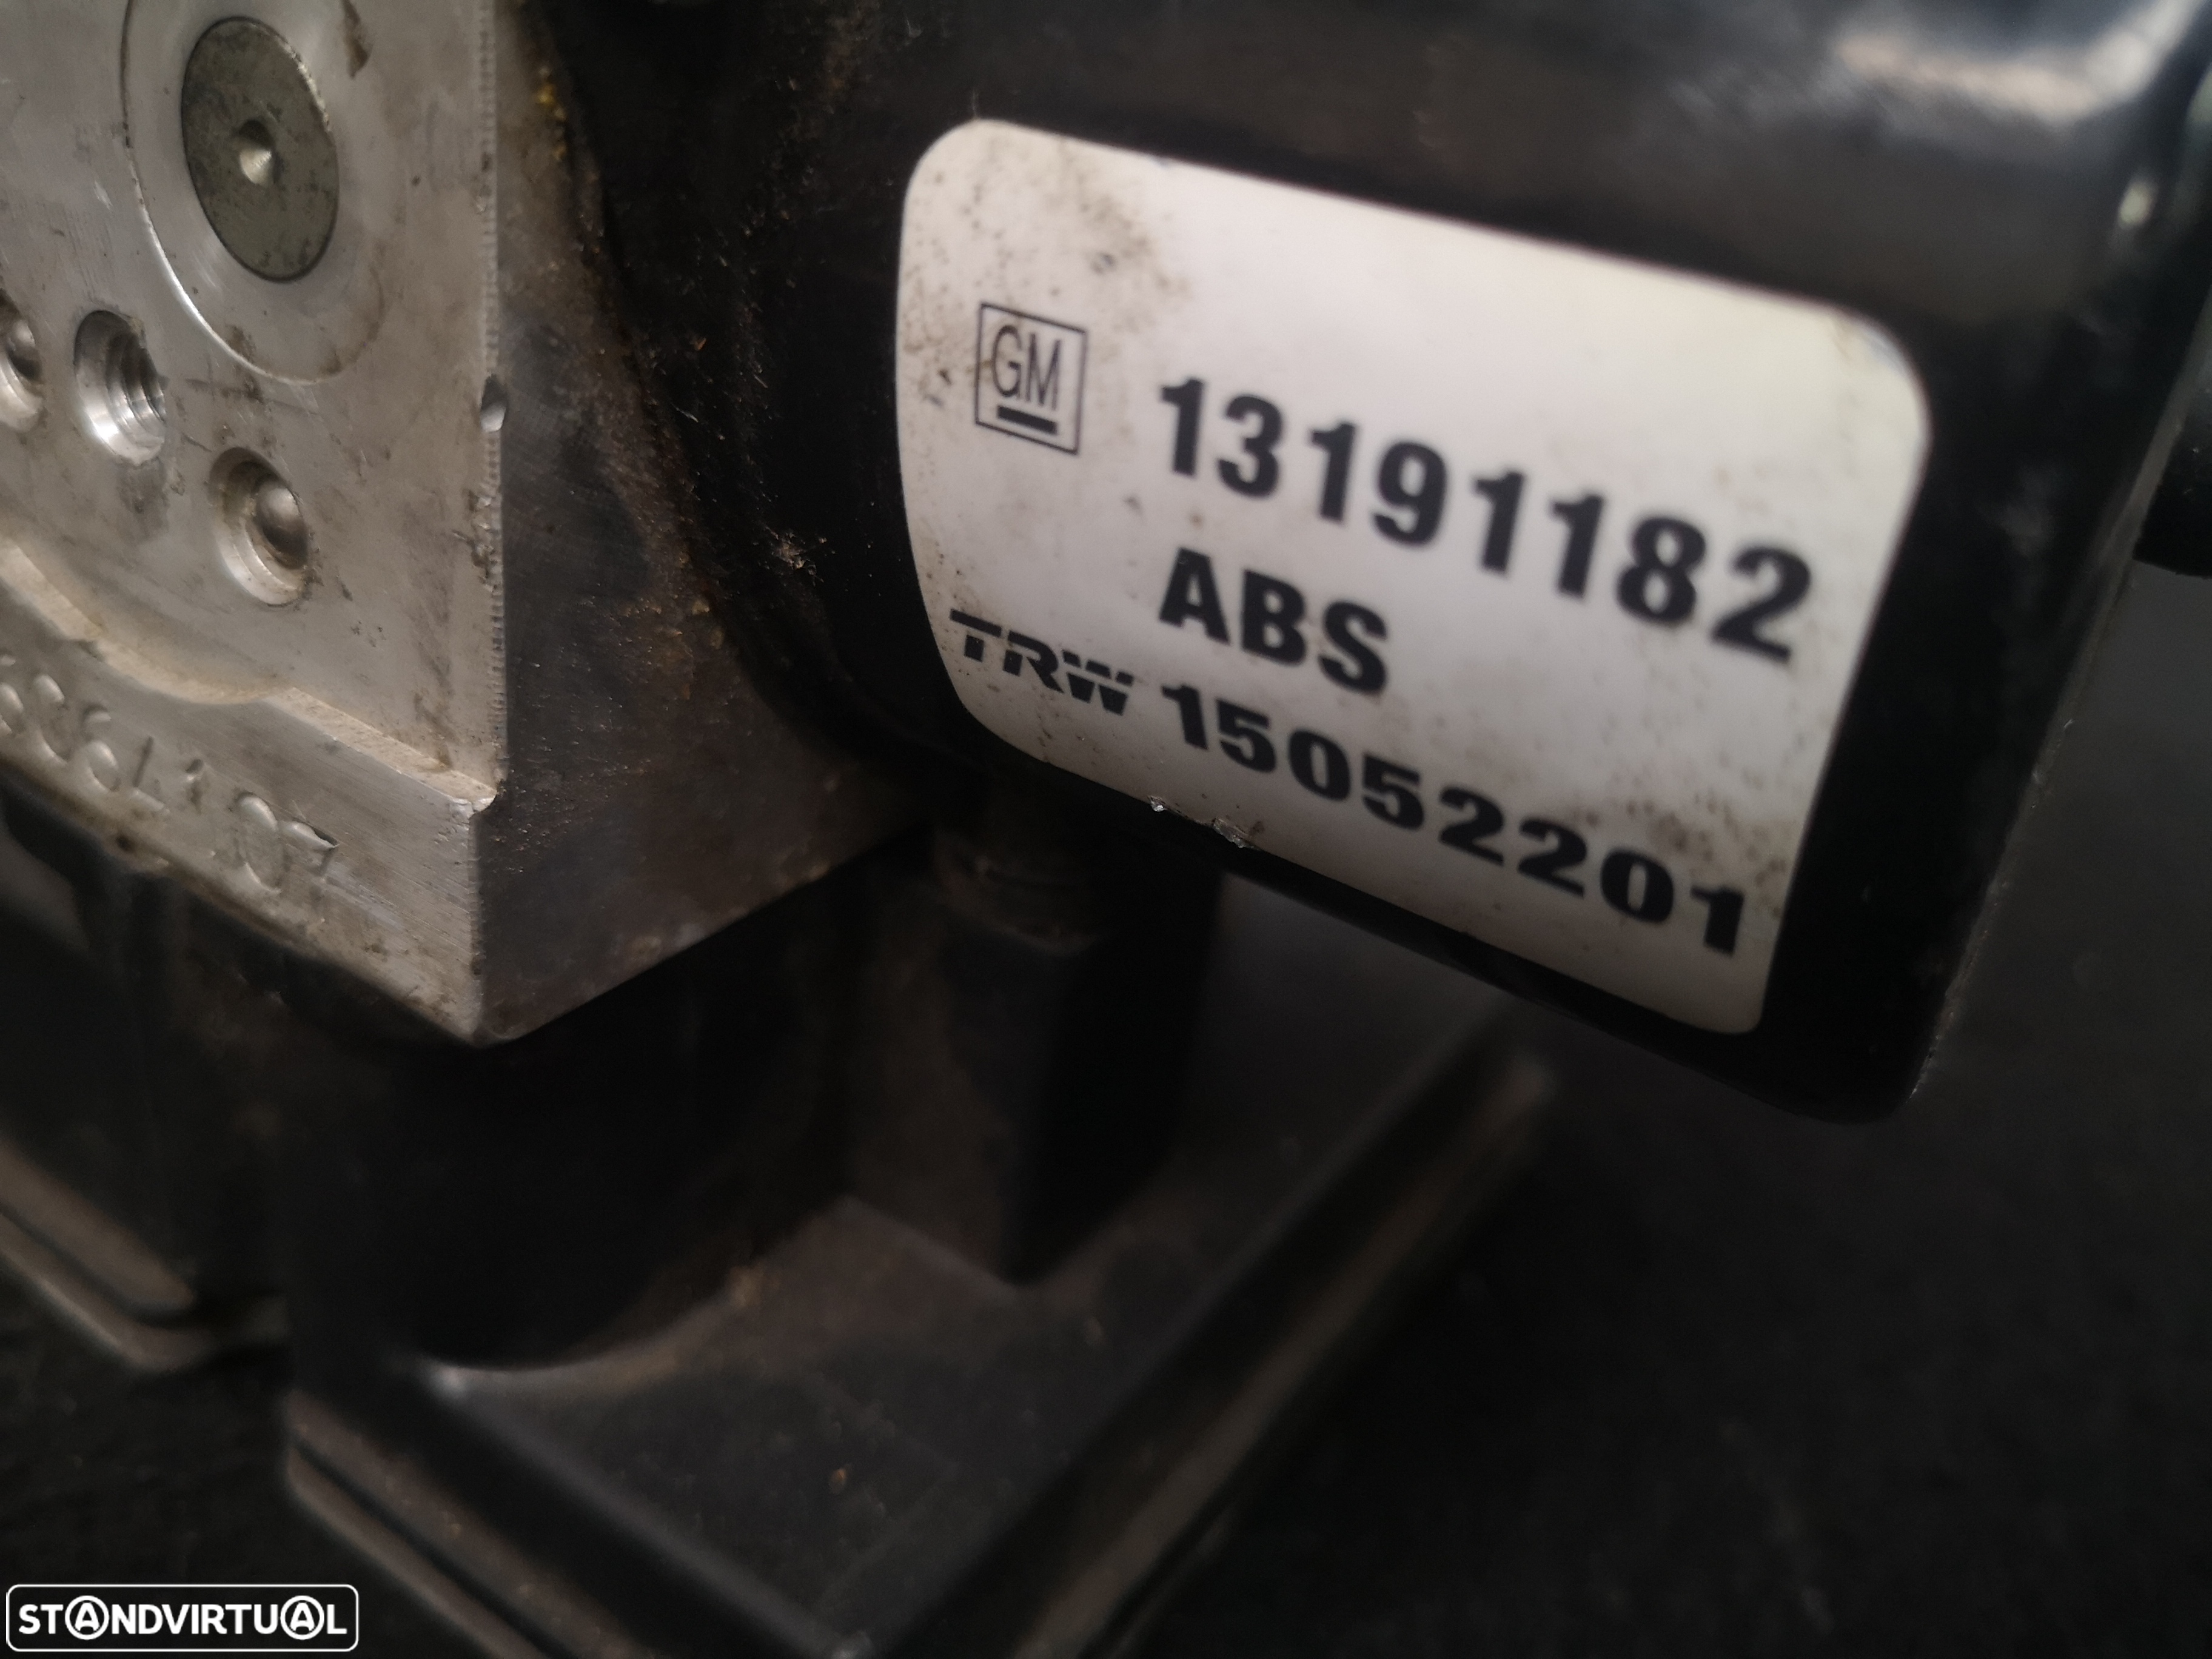 GM 13191182
ABS
TRW 15052201
STANDVIRTUAL